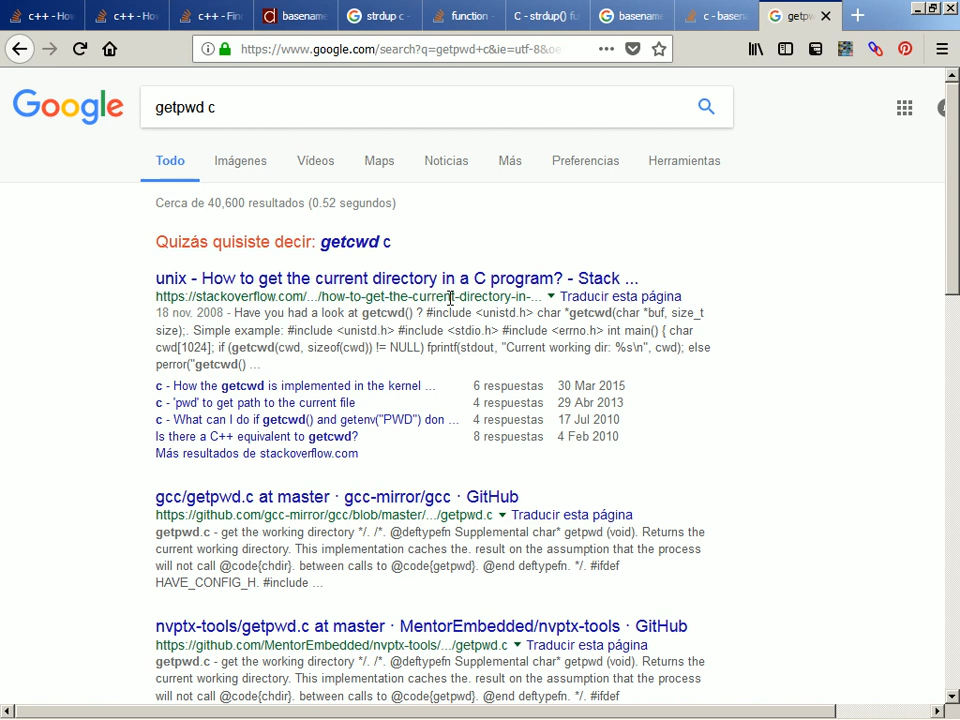 c++ - Ho
c++ - Ho
c++ - Fin
basename
strdup c -
function -
C - strdup() fu
basenam
c - basena
getpw
https://www.google.com/search?q=getpwd+c&ie=utf-8&oe
Google
getpwd c
Todo
Imágenes
Vídeos
Maps
Noticias
Más
Preferencias
Herramientas
Cerca de 40,600 resultados (0.52 segundos)
Quizás quisiste decir: getcwd c
unix - How to get the current directory in a C program? - Stack ...
https://stackoverflow.com/.../how-to-get-the-current-directory-in-... Traducir esta página
18 nov. 2008 - Have you had a look at getcwd() ? #include <unistd.h> char *getcwd(char *buf, size_t
size);. Simple example: #include <unistd.h> #include <stdio.h> #include <errno.h> int main() { char
cwd[1024]; if (getcwd(cwd, sizeof(cwd)) != NULL) fprintf(stdout, "Current working dir: %s\n", cwd); else
perror("getcwd() ...
c - How the getcwd is implemented in the kernel ... 6 respuestas 30 Mar 2015
c - 'pwd' to get path to the current file 4 respuestas 29 Abr 2013
c - What can I do if getcwd() and getenv("PWD") don ... 4 respuestas 17 Jul 2010
Is there a C++ equivalent to getcwd? 8 respuestas 4 Feb 2010
Más resultados de stackoverflow.com
gcc/getpwd.c at master · gcc-mirror/gcc · GitHub
https://github.com/gcc-mirror/gcc/blob/master/.../getpwd.c Traducir esta página
getpwd.c - get the working directory */. /*. @deftypefn Supplemental char* getpwd (void). Returns the
current working directory. This implementation caches the. result on the assumption that the process
will not call @code{chdir}. between calls to @code{getpwd}. @end deftypefn. */. #ifdef
HAVE_CONFIG_H. #include ...
nvptx-tools/getpwd.c at master · MentorEmbedded/nvptx-tools · GitHub
https://github.com/MentorEmbedded/nvptx-tools/.../getpwd.c Traducir esta página
getpwd.c - get the working directory */. /*. @deftypefn Supplemental char* getpwd (void). Returns the
current working directory. This implementation caches the. result on the assumption that the process
will not call @code{chdir}. between calls to @code{getpwd}. @end deftypefn. */. #ifdef